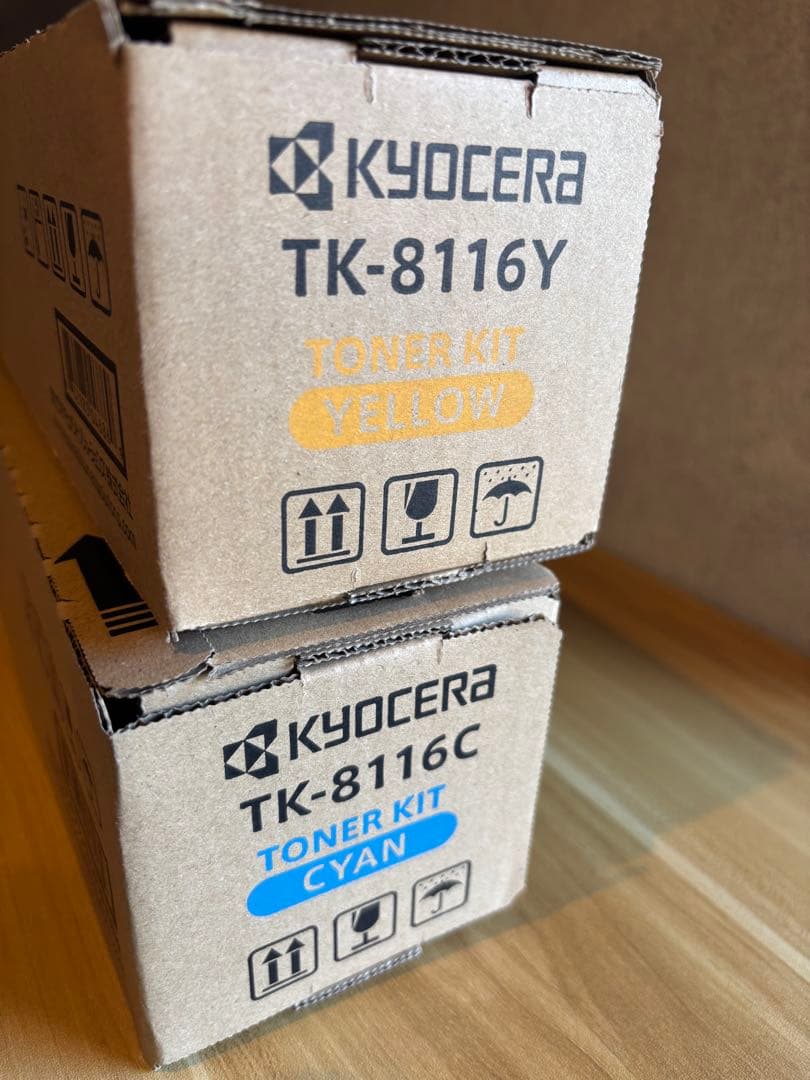 KYOCERA
TK-8116Y
TONER KIT
YELLOW
KYOCERA
TK-8116C
TONER KIT
CYAN